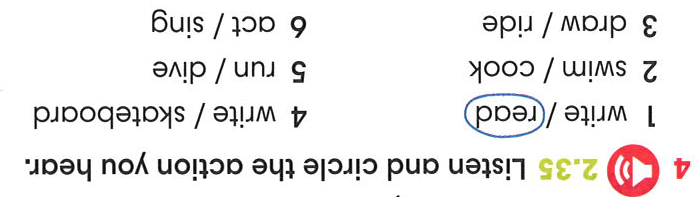 4 2.35 Listen and circle the action you hear.
1 write / read 4 write / skateboard
2 swim / cook 5 run / dive
3 draw / ride 6 act / sing